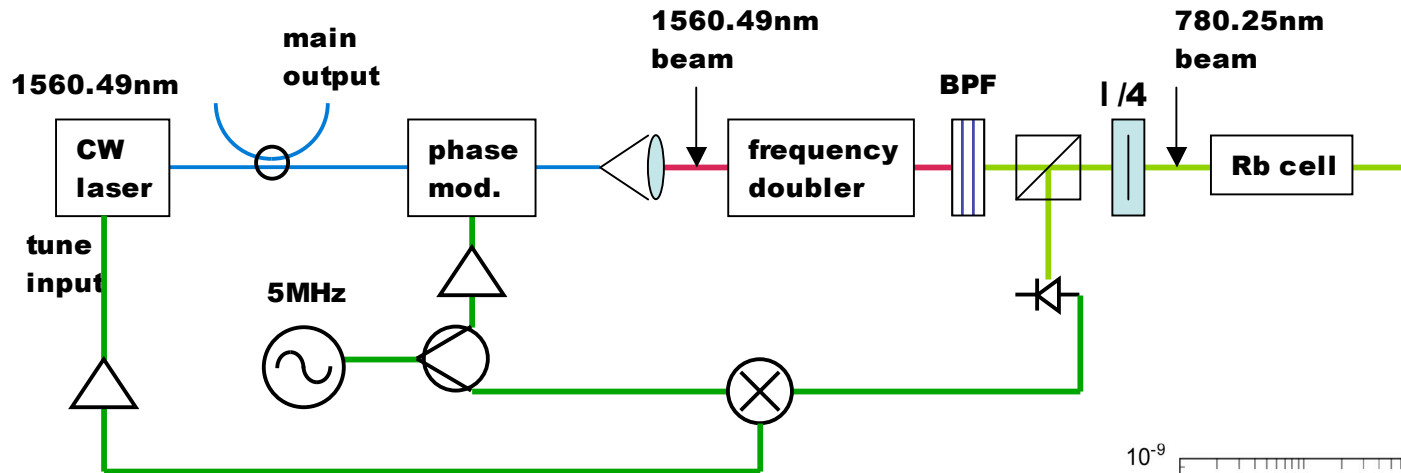 1560.49nm
main
output
1560.49nm
beam
780.25nm
beam
BPF
l /4
CW
laser
phase
mod.
frequency
doubler
Rb cell
tune
input
5MHz
10-9